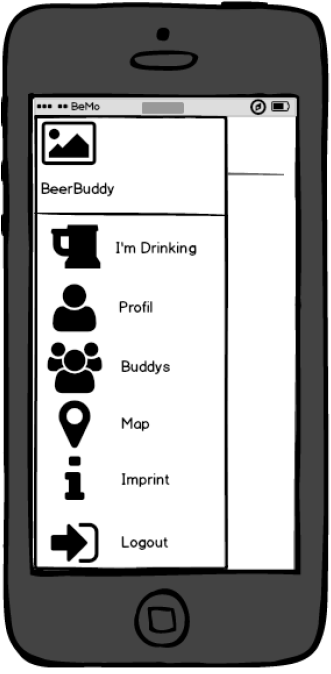 BeMo
BeerBuddy
I'm Drinking
Profil
Buddys
Map
Imprint
Logout